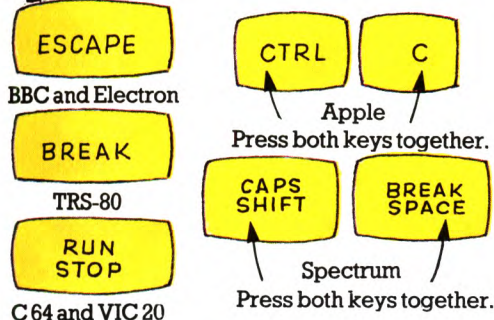 ESCAPE
BBC and Electron
BREAK
TRS-80
RUN
STOP
C 64 and VIC 20
CTRL
C
Apple
Press both keys together.
CAPS
SHIFT
BREAK
SPACE
Spectrum
Press both keys together.